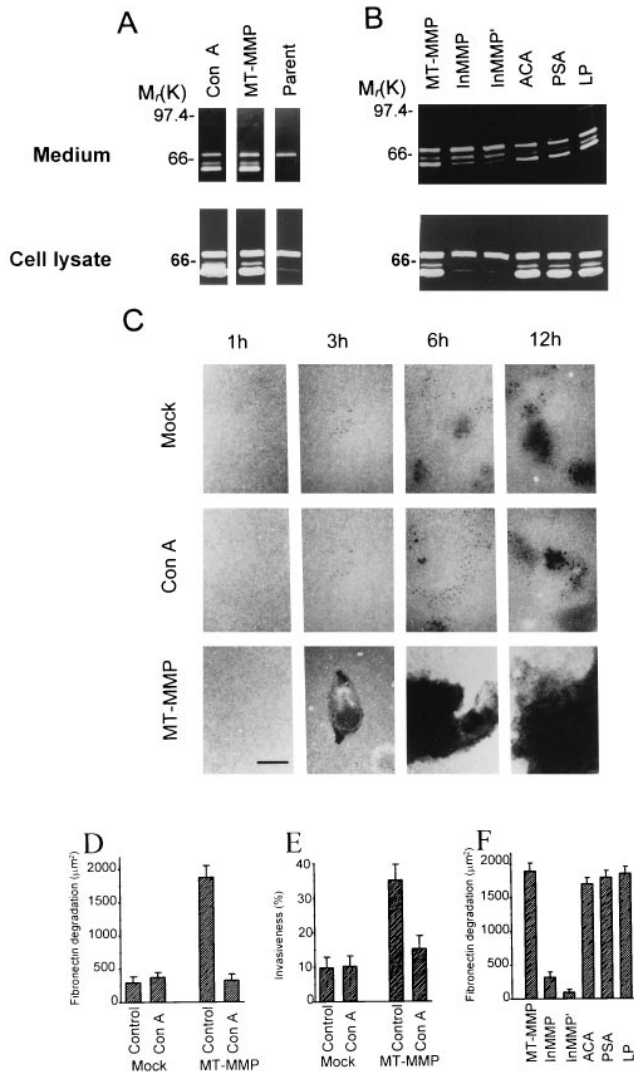 A
Con A
MT-MMP
Parent
Mr(K)
97.4-
Medium
66-
Cell lysate
66-
B
MT-MMP
InMMP
InMMP'
ACA
PSA
LP
Mr(K)
97.4-
66-
66-
C
1h
3h
6h
12h
Mock
Con A
MT-MMP
D
Fibronectin degradation (μm²)
2000
1500
1000
500
Control
Con A
Control
Con A
Mock
MT-MMP
E
Invasiveness (%)
40
20
0
Control
Con A
Control
Con A
Mock
MT-MMP
F
Fibronectin degradation (μm²)
2000
1500
1000
500
0
MT-MMP
InMMP
InMMP'
ACA
PSA
LP